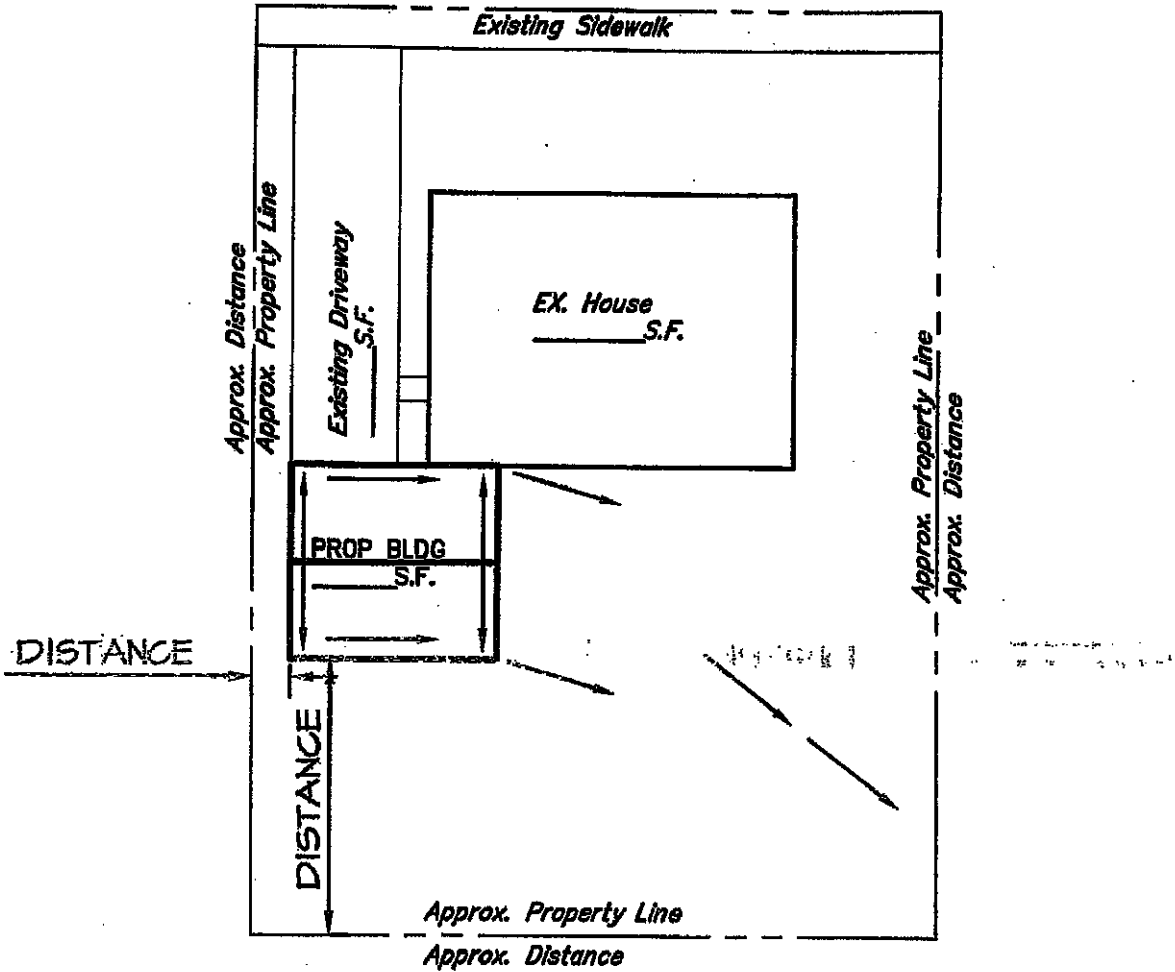 Existing Sidewalk
Approx. Distance
Approx. Property Line
Existing Driveway
S.F.
EX. House
S.F.
Approx. Property Line
Approx. Distance
PROP BLDG
S.F.
DISTANCE
DISTANCE
Approx. Property Line
Approx. Distance